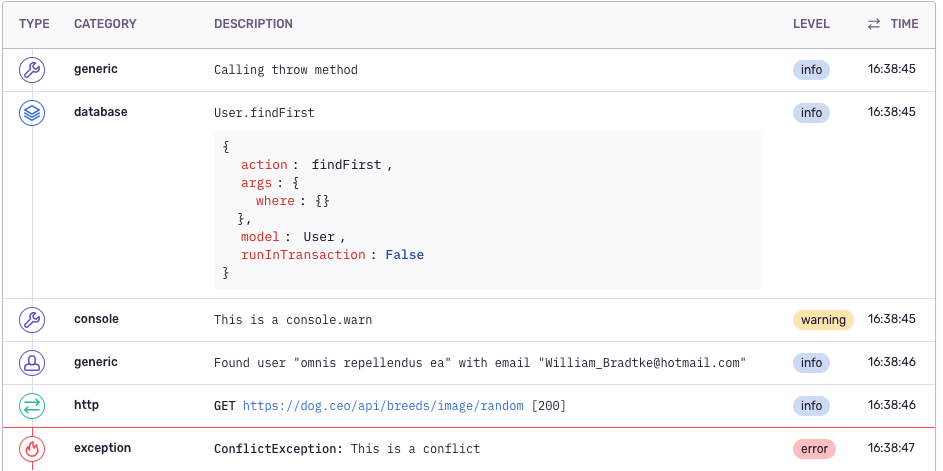 TYPE CATEGORY DESCRIPTION LEVEL TIME
generic Calling throw method info 16:38:45
database User.findFirst info 16:38:45
{
action : findFirst ,
args : {
where : {}
},
model : User ,
runInTransaction : False
}
console This is a console.warn warning 16:38:45
generic Found user "omnis repellendus ea" with email "William_Bradtke@hotmail.com" info 16:38:46
http GET https://dog.ceo/api/breeds/image/random [200] info 16:38:46
exception ConflictException: This is a conflict error 16:38:47